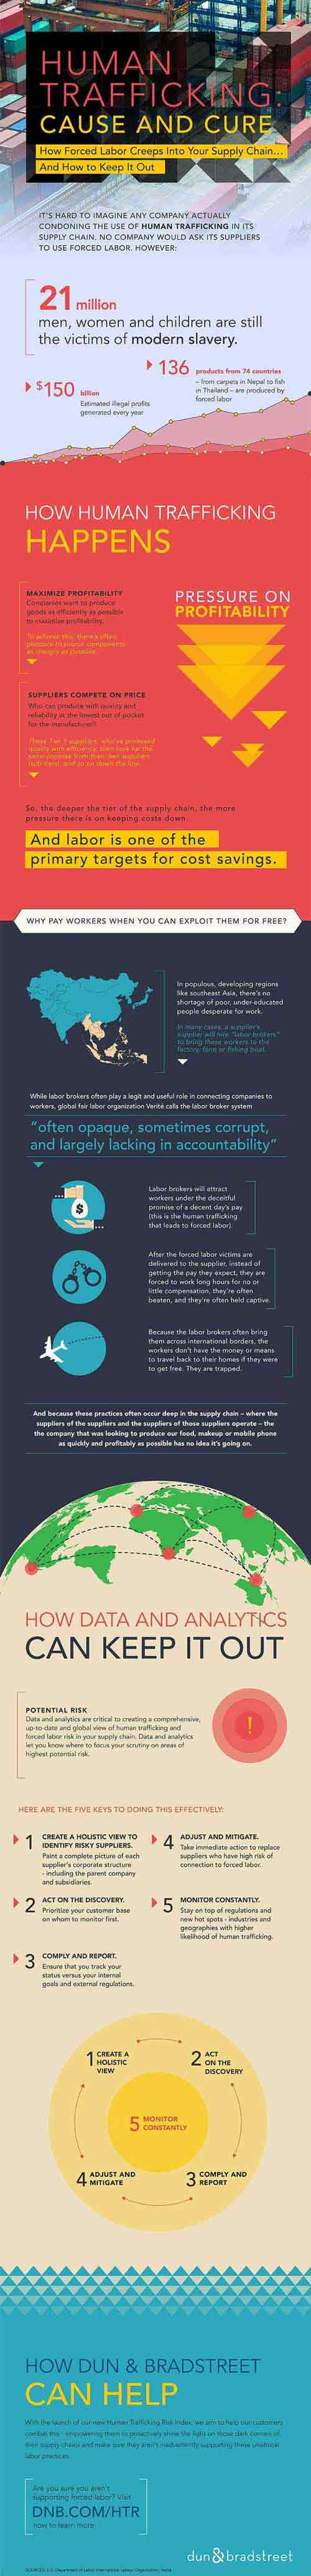 HUMAN
TRAFFICKING:
CAUSE AND CURE
How Forced Labor Creeps Into Your Supply Chain...
And How to Keep It Out
IT'S HARD TO IMAGINE ANY COMPANY ACTUALLY
CONDONING THE USE OF HUMAN TRAFFICKING IN ITS
SUPPLY CHAIN. NO COMPANY WOULD ASK ITS SUPPLIERS
TO USE FORCED LABOR. HOWEVER:
21 million
men, women and children are still
the victims of modern slavery.
136 products from 74 countries
– from carpets in Nepal to fish
in Thailand – are produced by
forced labor
$150 billion
Estimated illegal profits
generated every year
HOW HUMAN TRAFFICKING
HAPPENS
MAXIMIZE PROFITABILITY
Companies want to produce
goods as efficiently as possible
to maximize profitability.
To achieve this, there's often
pressure to source components
as cheaply as possible.
PRESSURE ON
PROFITABILITY
SUPPLIERS COMPETE ON PRICE
Who can produce with quality and
reliability at the lowest out of pocket
for the manufacturer?
These Tier 1 suppliers, who've promised
quality with efficiency, then look for the
same promise from their own suppliers
(sub tiers), and so on down the line.
So, the deeper the tier of the supply chain, the more
pressure there is on keeping costs down.
And labor is one of the
primary targets for cost savings.
WHY PAY WORKERS WHEN YOU CAN EXPLOIT THEM FOR FREE?
In populous, developing regions
like southeast Asia, there's no
shortage of poor, under-educated
people desperate for work.
In many cases, a supplier's
supplier will hire "labor brokers"
to bring these workers to the
factory, farm or fishing boat.
While labor brokers often play a legit and useful role in connecting companies to
workers, global fair labor organization Verité calls the labor broker system
"often opaque, sometimes corrupt,
and largely lacking in accountability"
Labor brokers will attract
workers under the deceitful
promise of a decent day's pay
(this is the human trafficking
that leads to forced labor).
After the forced labor victims are
delivered to the supplier, instead of
getting the pay they expect, they are
forced to work long hours for no or
little compensation, they're often
beaten, and they're often held captive.
Because the labor brokers often bring
them across international borders, the
workers don't have the money or means
to travel back to their homes if they were
to get free. They are trapped.
And because these practices often occur deep in the supply chain – where the
suppliers of the suppliers and the suppliers of those suppliers operate – the
the company that was looking to produce our food, makeup or mobile phone
as quickly and profitably as possible has no idea it's going on.
HOW DATA AND ANALYTICS
CAN KEEP IT OUT
POTENTIAL RISK
Data and analytics are critical to creating a comprehensive,
up-to-date and global view of human trafficking and
forced labor risk in your supply chain. Data and analytics
let you know where to focus your scrutiny on areas of
highest potential risk.
!
HERE ARE THE FIVE KEYS TO DOING THIS EFFECTIVELY:
1 CREATE A HOLISTIC VIEW TO
IDENTIFY RISKY SUPPLIERS.
Paint a complete picture of each
supplier's corporate structure
- including the parent company
and subsidiaries.
2 ACT ON THE DISCOVERY.
Prioritize your customer base
on whom to monitor first.
3 COMPLY AND REPORT.
Ensure that you track your
status versus your internal
goals and external regulations.
4 ADJUST AND MITIGATE.
Take immediate action to replace
suppliers who have high risk of
connection to forced labor.
5 MONITOR CONSTANTLY.
Stay on top of regulations and
new hot spots - industries and
geographies with higher
likelihood of human trafficking.
1 CREATE A
HOLISTIC
VIEW
2 ACT
ON THE
DISCOVERY
5 MONITOR
CONSTANTLY
4 ADJUST AND
MITIGATE
3 COMPLY AND
REPORT
HOW DUN & BRADSTREET
CAN HELP
With the launch of our new Human Trafficking Risk Index, we aim to help our customers
combat this - empowering them to proactively shine the light on those dark corners of
their supply chains and make sure they aren't inadvertently supporting these unethical
labor practices.
Are you sure you aren't
supporting forced labor? Visit
DNB.COM/HTR
now to learn more
dun&bradstreet
SOURCES: U.S. Department of Labor, International Labour Organization, Verité